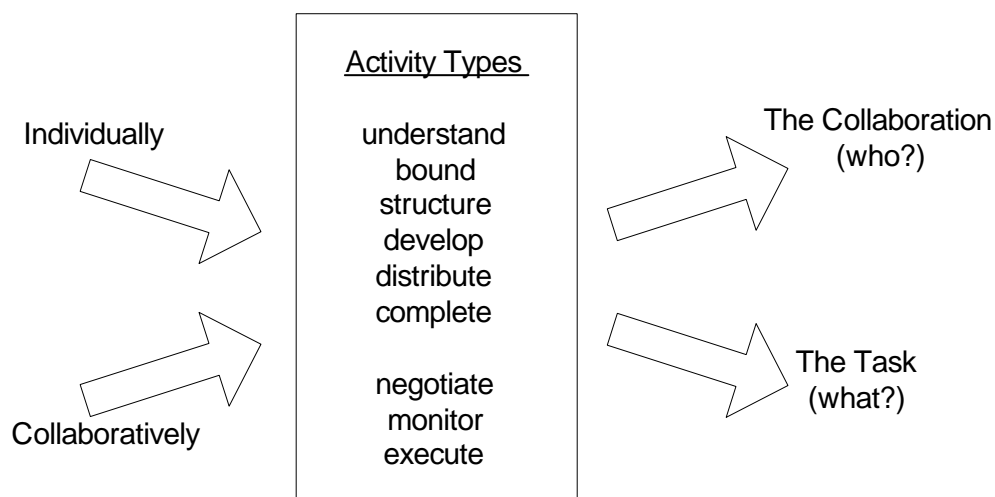 Individually
Collaboratively
Activity Types
understand
bound
structure
develop
distribute
complete
negotiate
monitor
execute
The Collaboration
(who?)
The Task
(what?)